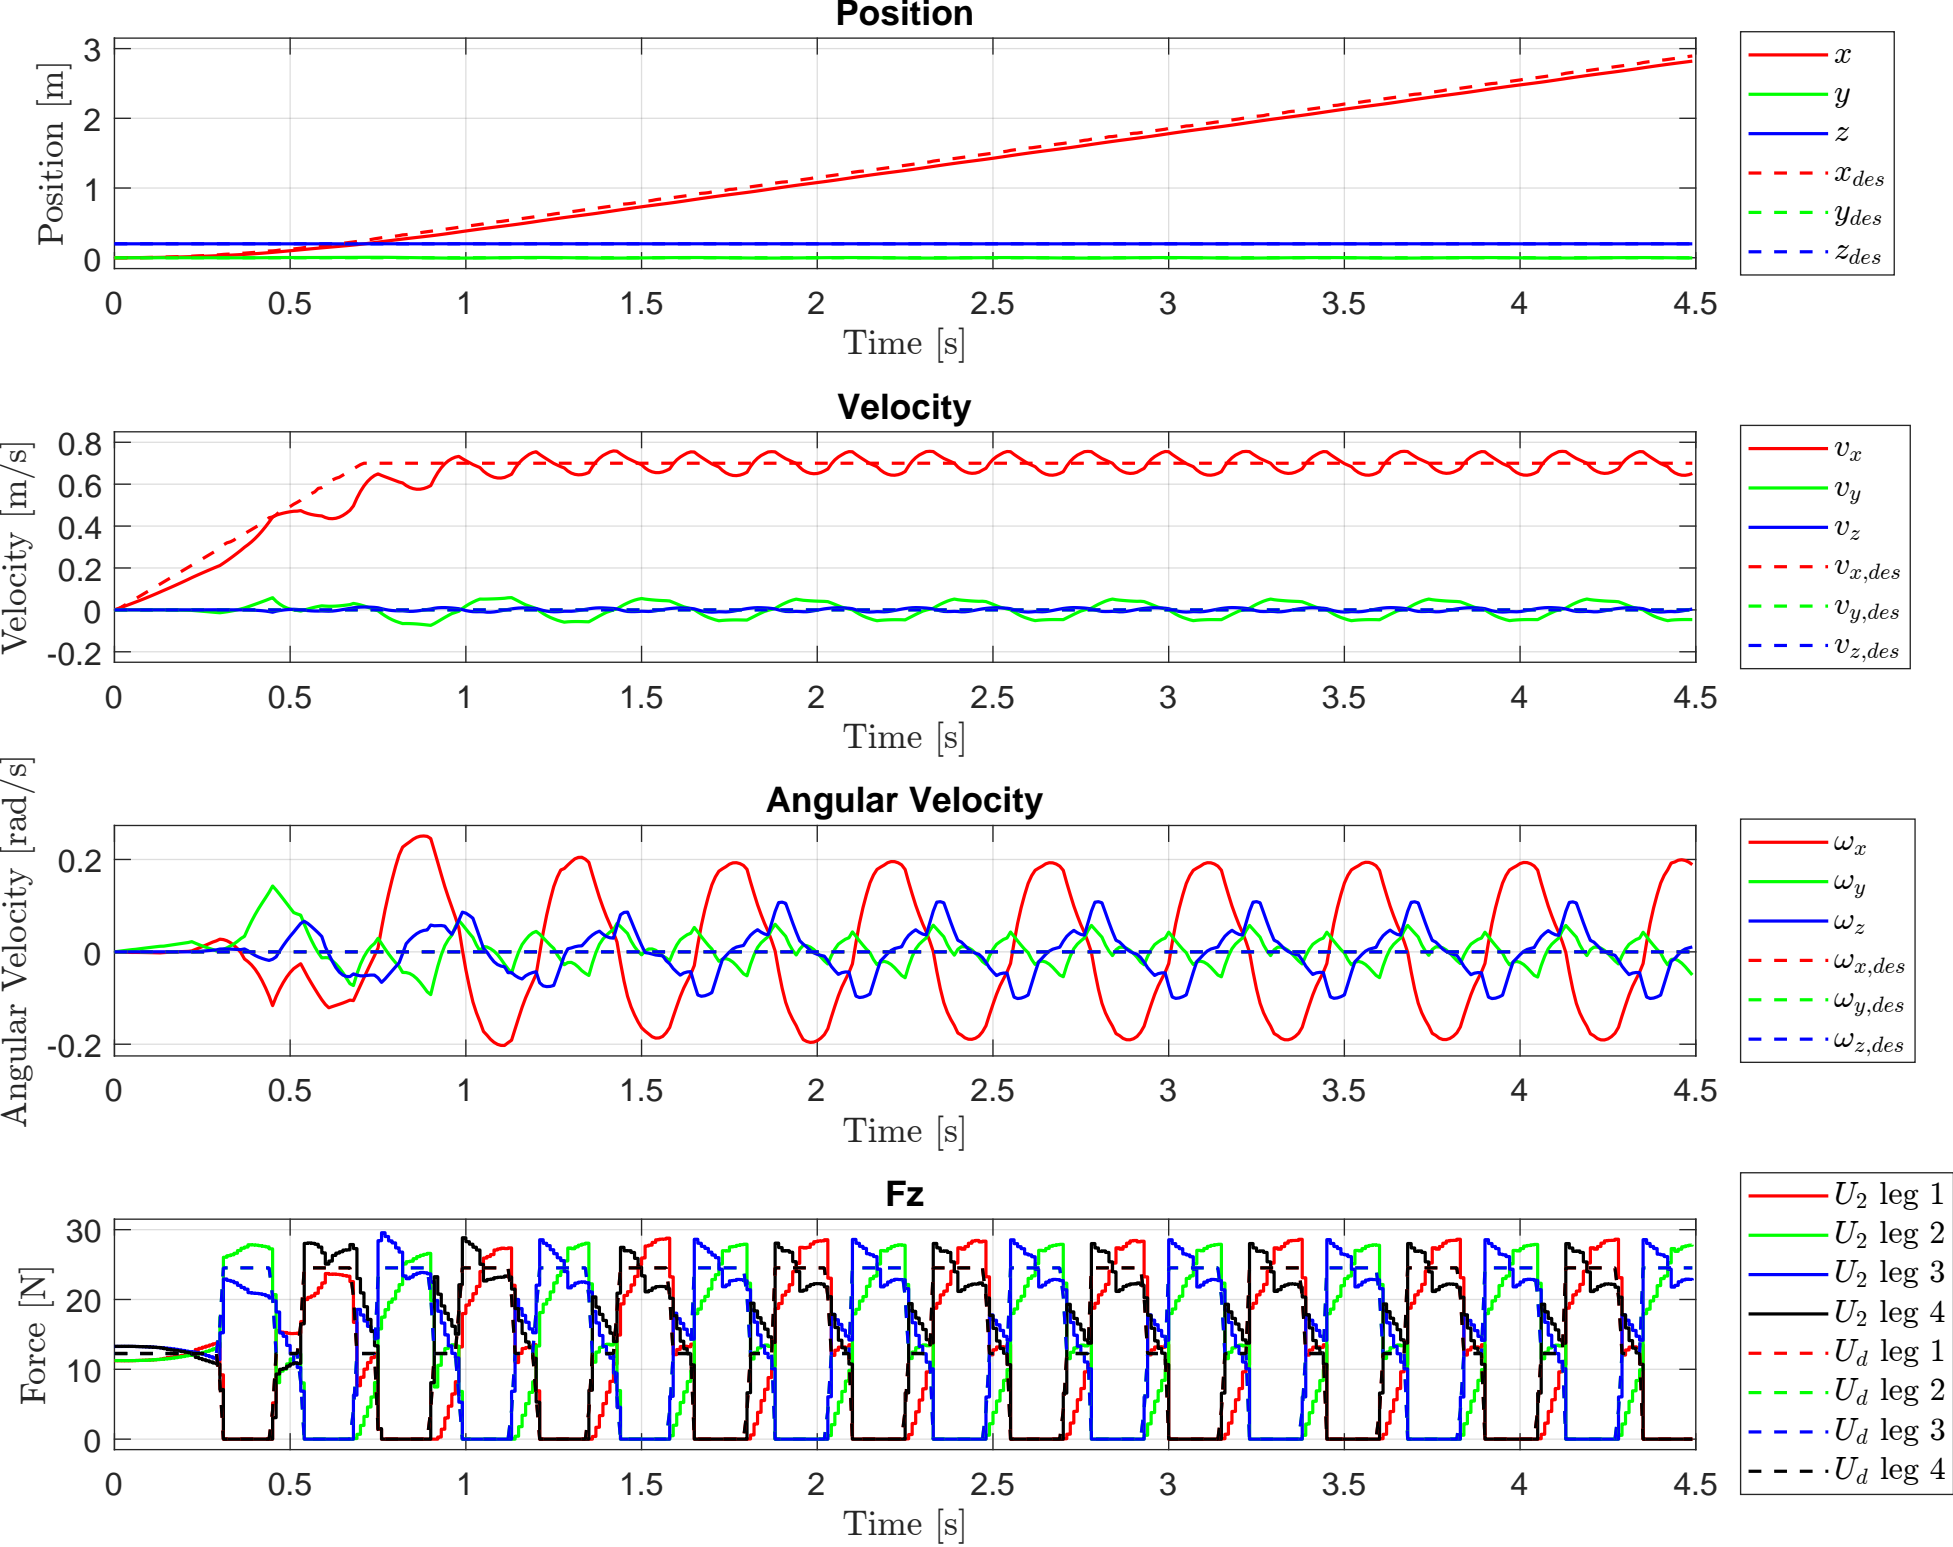 Position
Position [m]
3
2
1
0
0 0.5 1 1.5 2 2.5 3 3.5 4 4.5
Time [s]
x
y
z
x_des
y_des
z_des
Velocity
Velocity [m/s]
0.8
0.6
0.4
0.2
0
-0.2
0 0.5 1 1.5 2 2.5 3 3.5 4 4.5
Time [s]
v_x
v_y
v_z
v_x,des
v_y,des
v_z,des
Angular Velocity
Angular Velocity [rad/s]
0.2
0
-0.2
0 0.5 1 1.5 2 2.5 3 3.5 4 4.5
Time [s]
ω_x
ω_y
ω_z
ω_x,des
ω_y,des
ω_z,des
Fz
Force [N]
30
20
10
0
0 0.5 1 1.5 2 2.5 3 3.5 4 4.5
Time [s]
U_2 leg 1
U_2 leg 2
U_2 leg 3
U_2 leg 4
U_d leg 1
U_d leg 2
U_d leg 3
U_d leg 4